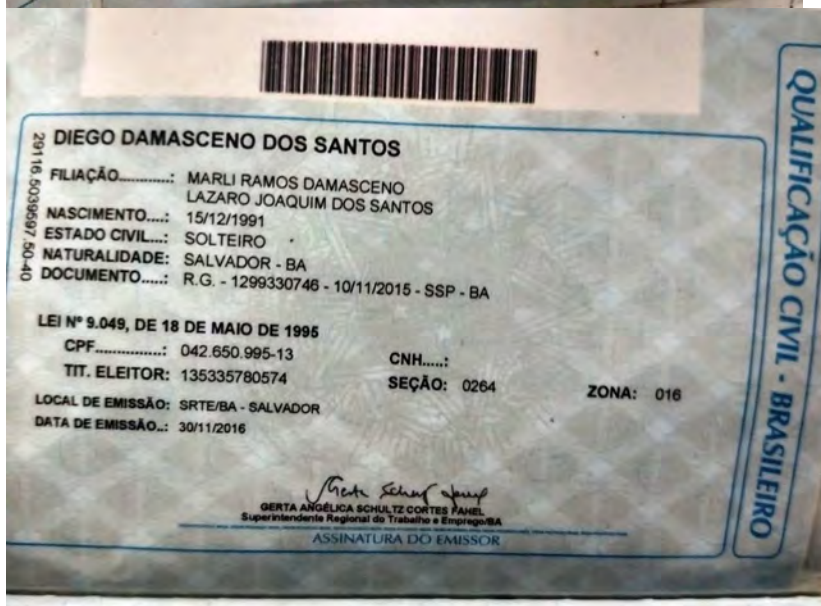 DIEGO DAMASCENO DOS SANTOS
FILIAÇÃO............: MARLI RAMOS DAMASCENO
LAZARO JOAQUIM DOS SANTOS
NASCIMENTO....: 15/12/1991
ESTADO CIVIL...: SOLTEIRO
NATURALIDADE: SALVADOR - BA
DOCUMENTO.....: R.G. - 1299330746 - 10/11/2015 - SSP - BA
LEI Nº 9.049, DE 18 DE MAIO DE 1995
CPF...............: 042.650.995-13
CNH.....:
TIT. ELEITOR: 135335780574
SEÇÃO: 0264
ZONA: 016
LOCAL DE EMISSÃO: SRTE/BA - SALVADOR
DATA DE EMISSÃO..: 30/11/2016
GERTA ANGÉLICA SCHULTZ CORTES FAHEL
Superintendente Regional do Trabalho e Emprego/BA
ASSINATURA DO EMISSOR
29116.5039597.50-40
QUALIFICAÇÃO CIVIL - BRASILEIRO